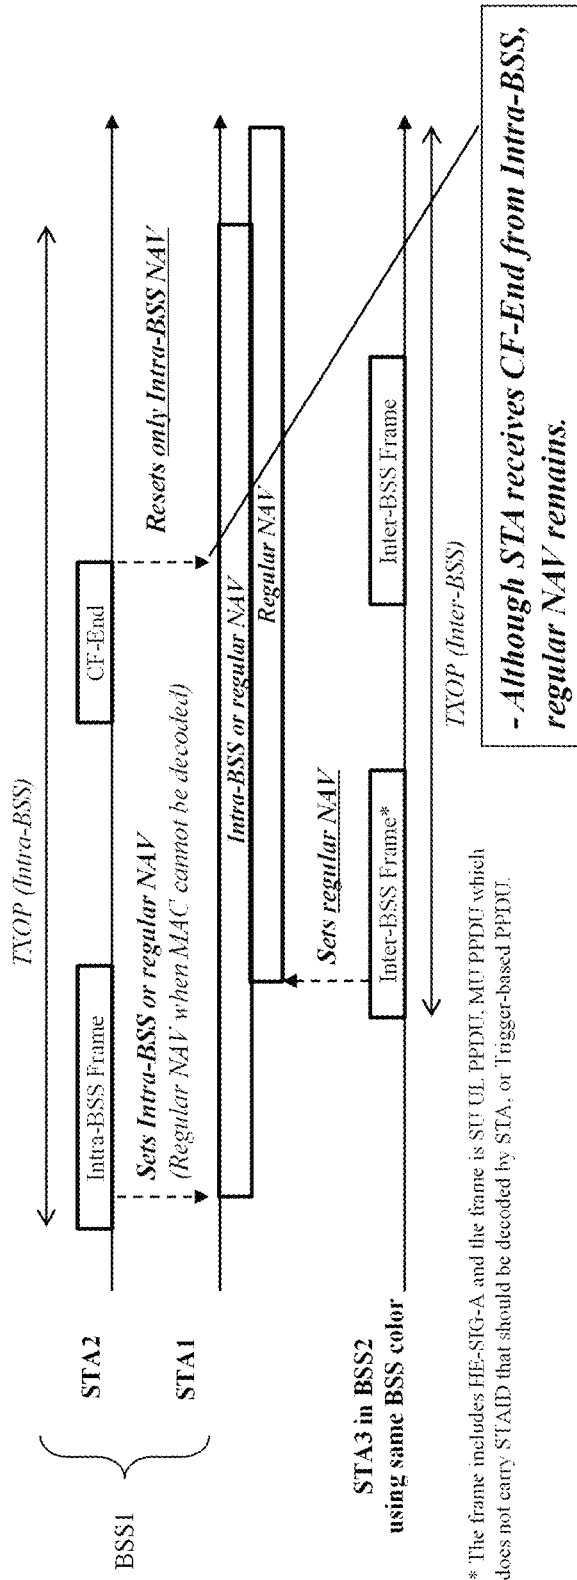 TXOP (Intra-BSS)
BSS1
STA2
Intra-BSS Frame
CF-End
Sets Intra-BSS or regular NAV
(Regular NAV when MAC cannot be decoded)
Resets only Intra-BSS NAV
STA1
Intra-BSS or regular NAV
Regular NAV
Sets regular NAV
STA3 in BSS2
using same BSS color
Inter-BSS Frame*
Inter-BSS Frame
TXOP (Inter-BSS)
* The frame includes HE-SIG-A and the frame is SU UL PPDU, MU PPDU which
does not carry STAID that should be decoded by STA, or Trigger-based PPDU.
- Although STA receives CF-End from Intra-BSS,
regular NAV remains.